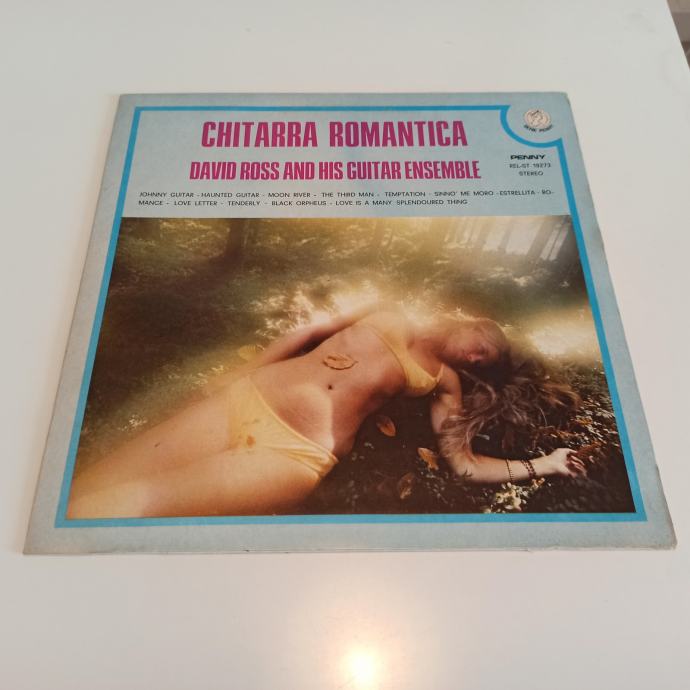 CHITARRA ROMANTICA
DAVID ROSS AND HIS GUITAR ENSEMBLE
PENNY
REL-ST 19273
STEREO
JOHNNY GUITAR - HAUNTED GUITAR - MOON RIVER - THE THIRD MAN - TEMPTATION - SINNO' ME MORO - ESTRELLITA - RO-
MANCE - LOVE LETTER - TENDERLY - BLACK ORPHEUS - LOVE IS A MANY SPLENDOURED THING